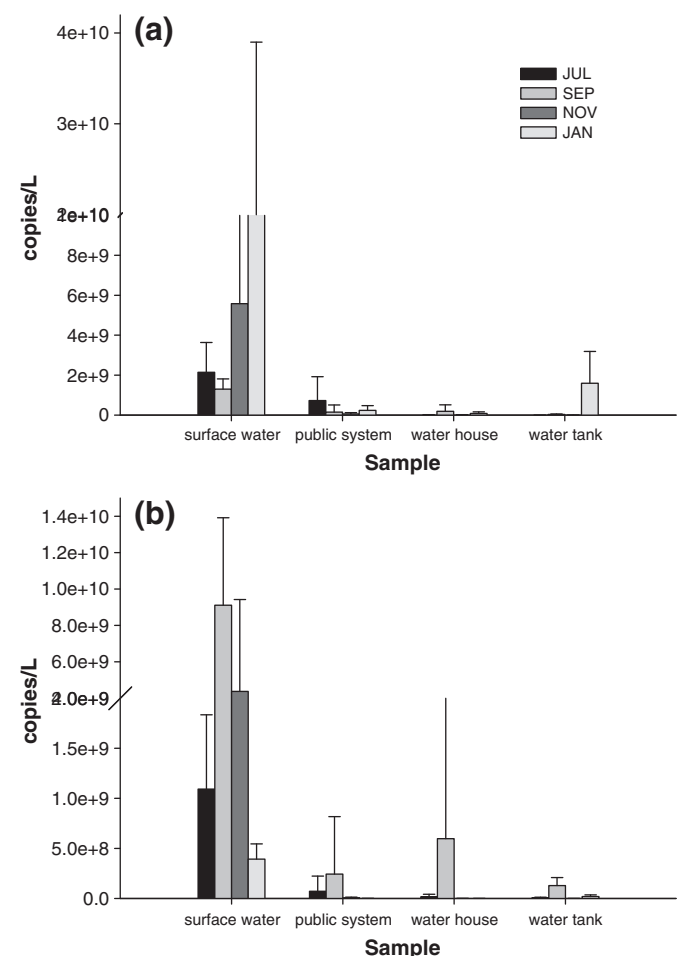 (a)
4e+10
3e+10
2e+10
1e+10
8e+9
6e+9
4e+9
2e+9
0
copies/L
JUL
SEP
NOV
JAN
surface water public system water house water tank
Sample
(b)
1.4e+10
1.2e+10
1.0e+10
8.0e+9
6.0e+9
4.0e+9
2.0e+9
1.5e+9
1.0e+9
5.0e+8
0.0
copies/L
surface water public system water house water tank
Sample